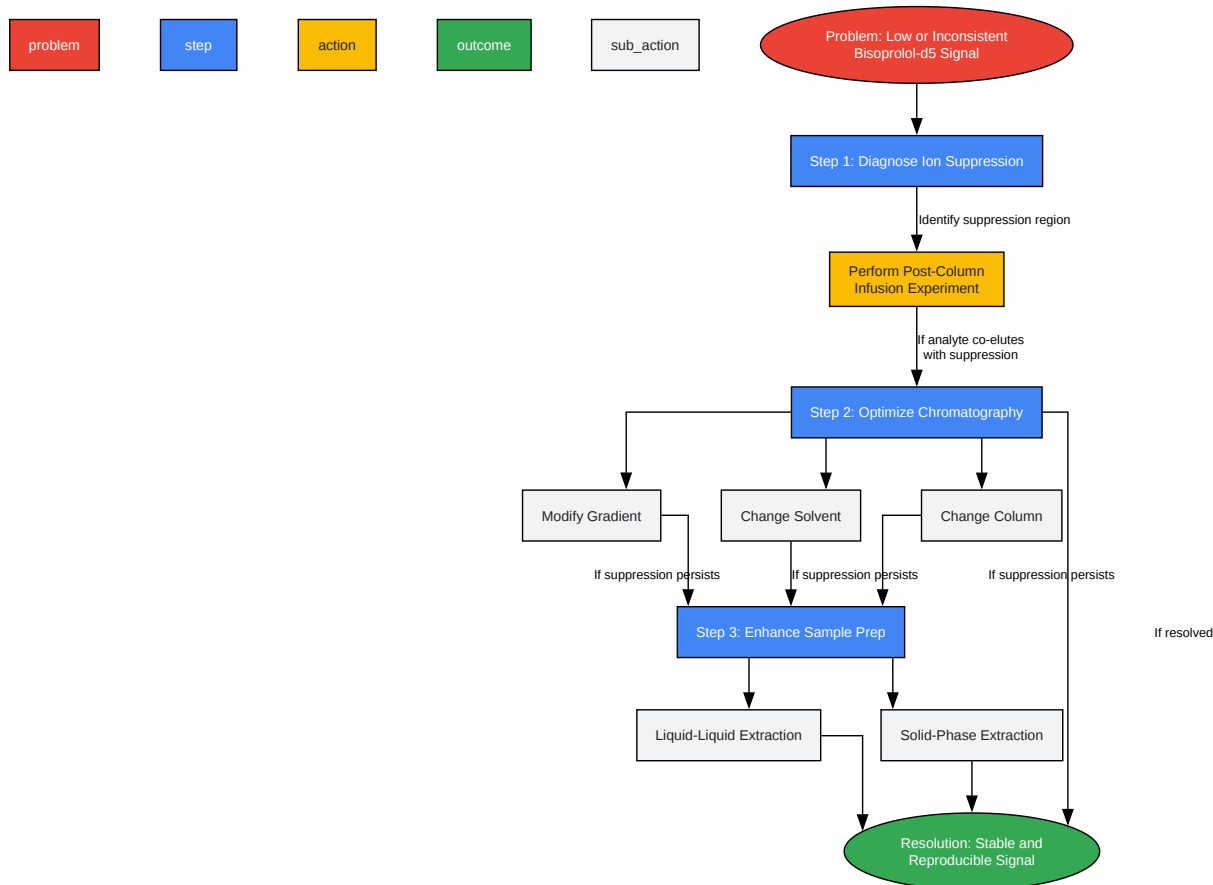 problem
step
action
outcome
sub_action
Problem: Low or Inconsistent
Bisoprolol-d5 Signal
Step 1: Diagnose Ion Suppression
Identify suppression region
Perform Post-Column
Infusion Experiment
If analyte co-elutes
with suppression
Step 2: Optimize Chromatography
Modify Gradient
Change Solvent
Change Column
If suppression persists
If suppression persists
If suppression persists
Step 3: Enhance Sample Prep
If resolved
Liquid-Liquid Extraction
Solid-Phase Extraction
Resolution: Stable and
Reproducible Signal